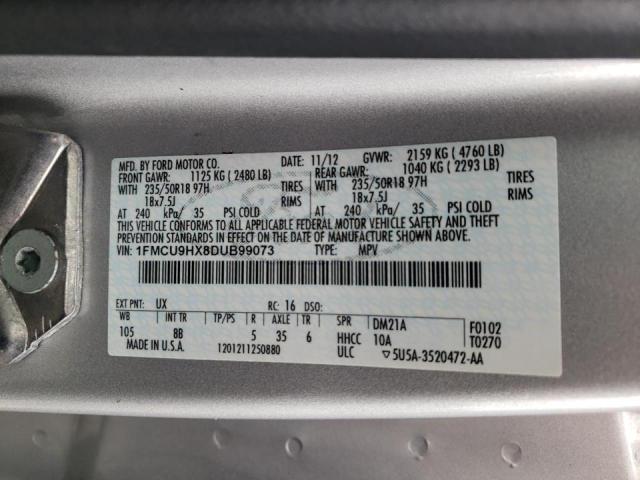 MFD. BY FORD MOTOR CO. DATE: 11/12 GVWR: 2159 KG ( 4760 LB)
FRONT GAWR: 1125 KG ( 2480 LB) REAR GAWR: 1040 KG ( 2293 LB)
WITH 235/50R18 97H TIRES WITH 235/50R18 97H TIRES
18x7.5J RIMS 18x7.5J RIMS
AT 240 kPa/ 35 PSI COLD AT 240 kPa/ 35 PSI COLD
THIS VEHICLE CONFORMS TO ALL APPLICABLE FEDERAL MOTOR VEHICLE SAFETY AND THEFT
PREVENTION STANDARDS IN EFFECT ON THE DATE OF MANUFACTURE SHOWN ABOVE.
VIN: 1FMCU9HX8DUB99073 TYPE: MPV
EXT PNT: UX RC: 16 DSO:
WB INT TR TP/PS R AXLE TR SPR DM21A F0102
105 8B 5 35 6 HHCC 10A T0270
MADE IN U.S.A. 1201211250880 ULC 5U5A-3520472-AA